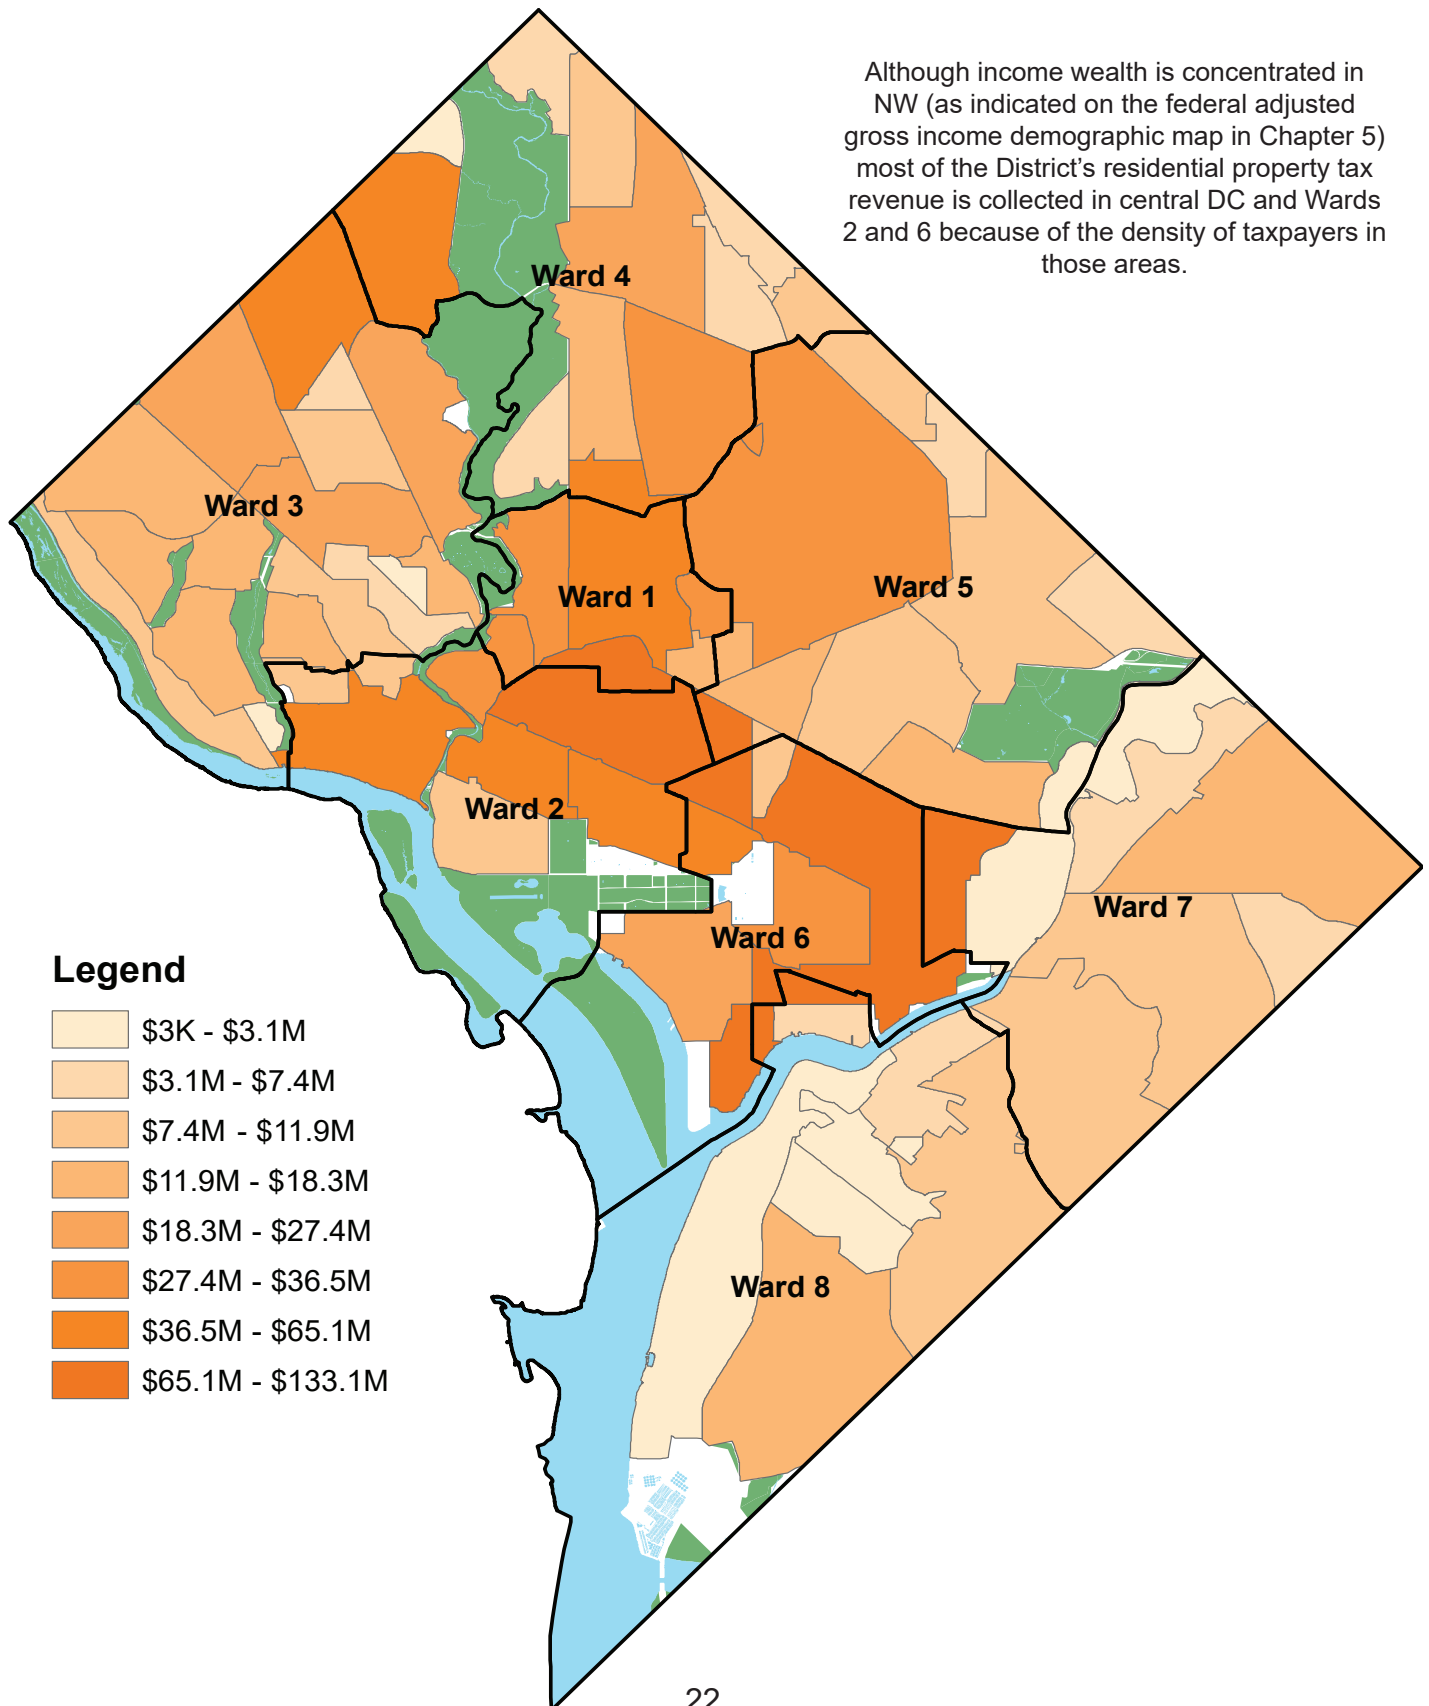 Although income wealth is concentrated in
NW (as indicated on the federal adjusted
gross income demographic map in Chapter 5)
most of the District's residential property tax
revenue is collected in central DC and Wards
2 and 6 because of the density of taxpayers in
those areas.
Ward 4
Ward 3
Ward 1
Ward 5
Ward 2
Ward 7
Ward 6
Legend
$3K - $3.1M
$3.1M - $7.4M
$7.4M - $11.9M
$11.9M - $18.3M
$18.3M - $27.4M
$27.4M - $36.5M
$36.5M - $65.1M
$65.1M - $133.1M
Ward 8
22